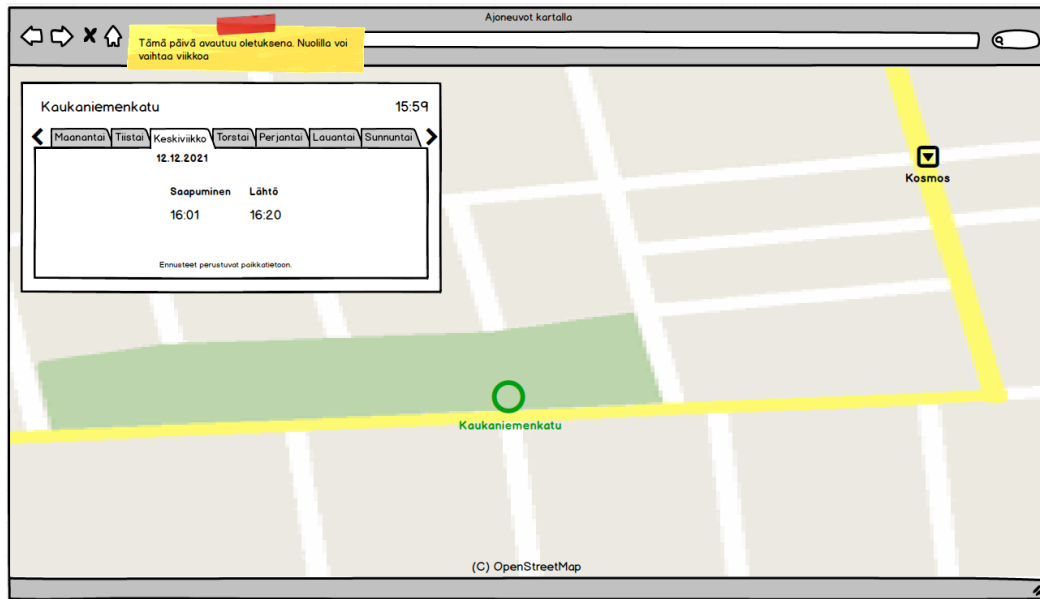 Ajoneuvot kartalla
Tämä päivä avautuu oletuksena. Nuolilla voi
vaihtaa viikkoa
Kaukaniemenkatu 15:59
Maanantai Tiistai Keskiviikko Torstai Perjantai Lauantai Sunnuntai
12.12.2021
Saapuminen Lähtö
16:01 16:20
Ennusteet perustuvat paikkatietoon.
Kosmos
Kaukaniemenkatu
(C) OpenStreetMap